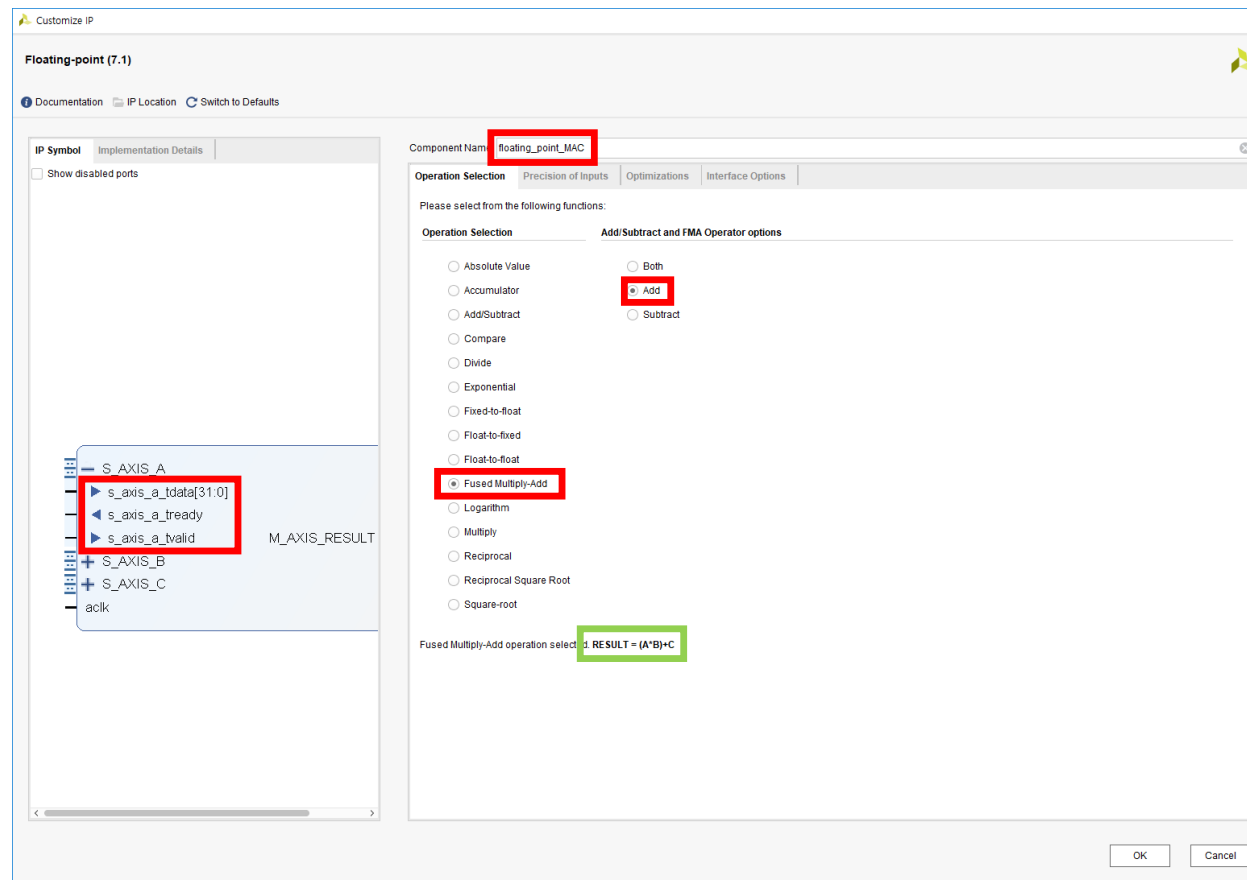 Customize IP
Floating-point (7.1)
Documentation IP Location Switch to Defaults
IP Symbol Implementation Details
Show disabled ports
S_AXIS_A
s_axis_a_tdata[31:0]
s_axis_a_tready
s_axis_a_tvalid
M_AXIS_RESULT
S_AXIS_B
S_AXIS_C
aclk
Component Name floating_point_MAC
Operation Selection Precision of Inputs Optimizations Interface Options
Please select from the following functions:
Operation Selection Add/Subtract and FMA Operator options
Absolute Value Both
Accumulator Add
Add/Subtract Subtract
Compare
Divide
Exponential
Fixed-to-float
Float-to-fixed
Float-to-float
Fused Multiply-Add
Logarithm
Multiply
Reciprocal
Reciprocal Square Root
Square-root
Fused Multiply-Add operation selected. RESULT = (A*B)+C
OK Cancel